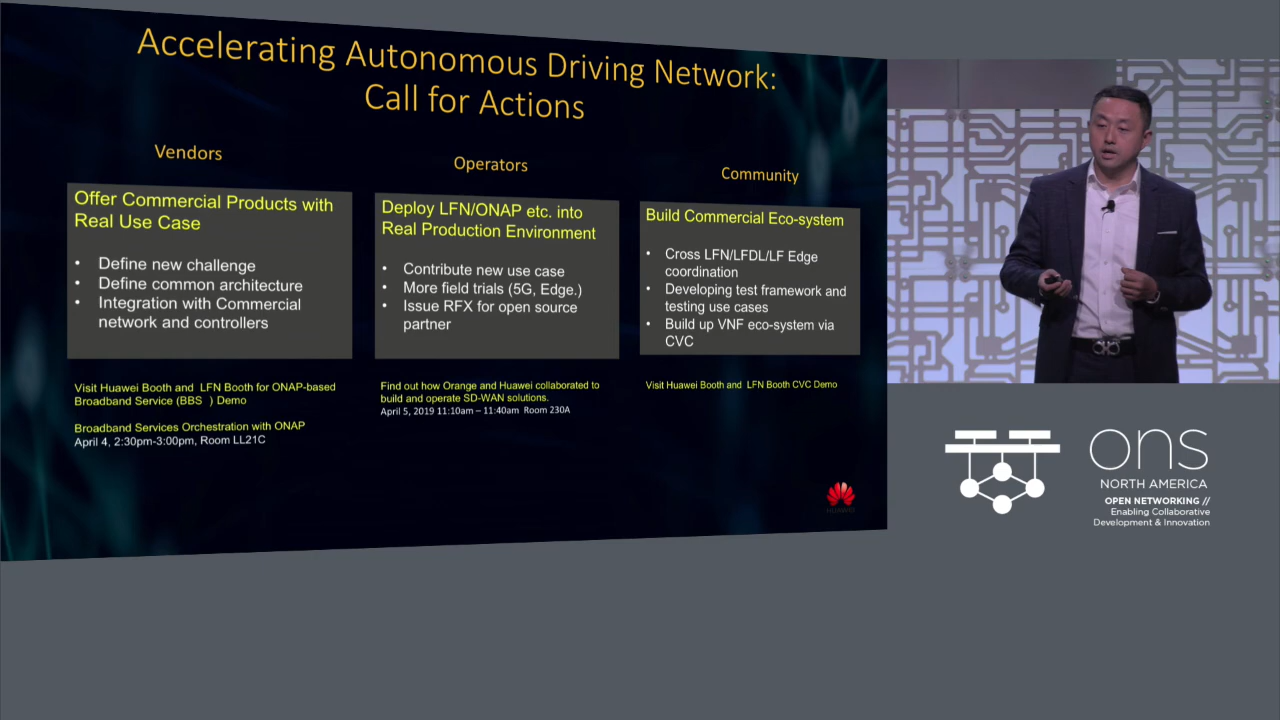 Accelerating Autonomous Driving Network:
Call for Actions
Vendors
Offer Commercial Products with
Real Use Case
• Define new challenge
• Define common architecture
• Integration with Commercial
network and controllers
Visit Huawei Booth and LFN Booth for ONAP-based
Broadband Service (BBS ) Demo
Broadband Services Orchestration with ONAP
April 4, 2:30pm-3:00pm, Room LL21C
Operators
Deploy LFN/ONAP etc. into
Real Production Environment
• Contribute new use case
• More field trials (5G, Edge.)
• Issue RFX for open source
partner
Find out how Orange and Huawei collaborated to
build and operate SD-WAN solutions.
April 5, 2019 11:10am – 11:40am Room 230A
Community
Build Commercial Eco-system
• Cross LFN/LFDL/LF Edge
coordination
• Developing test framework and
testing use cases
• Build up VNF eco-system via
CVC
Visit Huawei Booth and LFN Booth CVC Demo
HUAWEI
ons
NORTH AMERICA
OPEN NETWORKING //
Enabling Collaborative
Development & Innovation